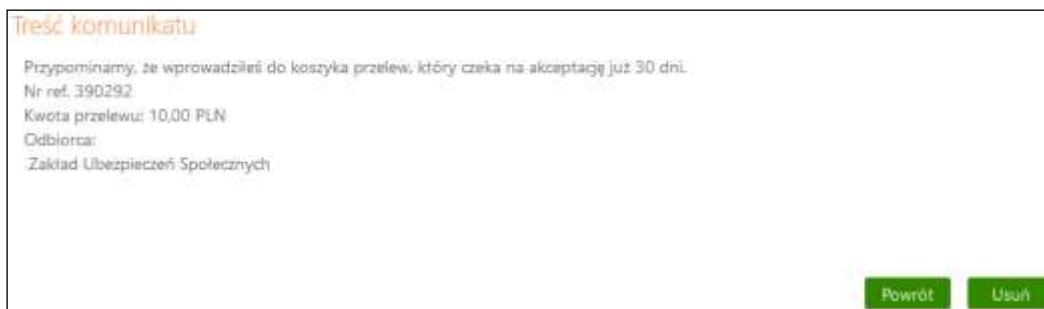 Treść komunikatu
Przypominamy, że wprowadziłeś do koszyka przelew, który czeka na akceptację już 30 dni.
Nr ref. 390292
Kwota przelewu: 10,00 PLN
Odbiorca:
Zakład Ubezpieczeń Społecznych
Powrót Usuń